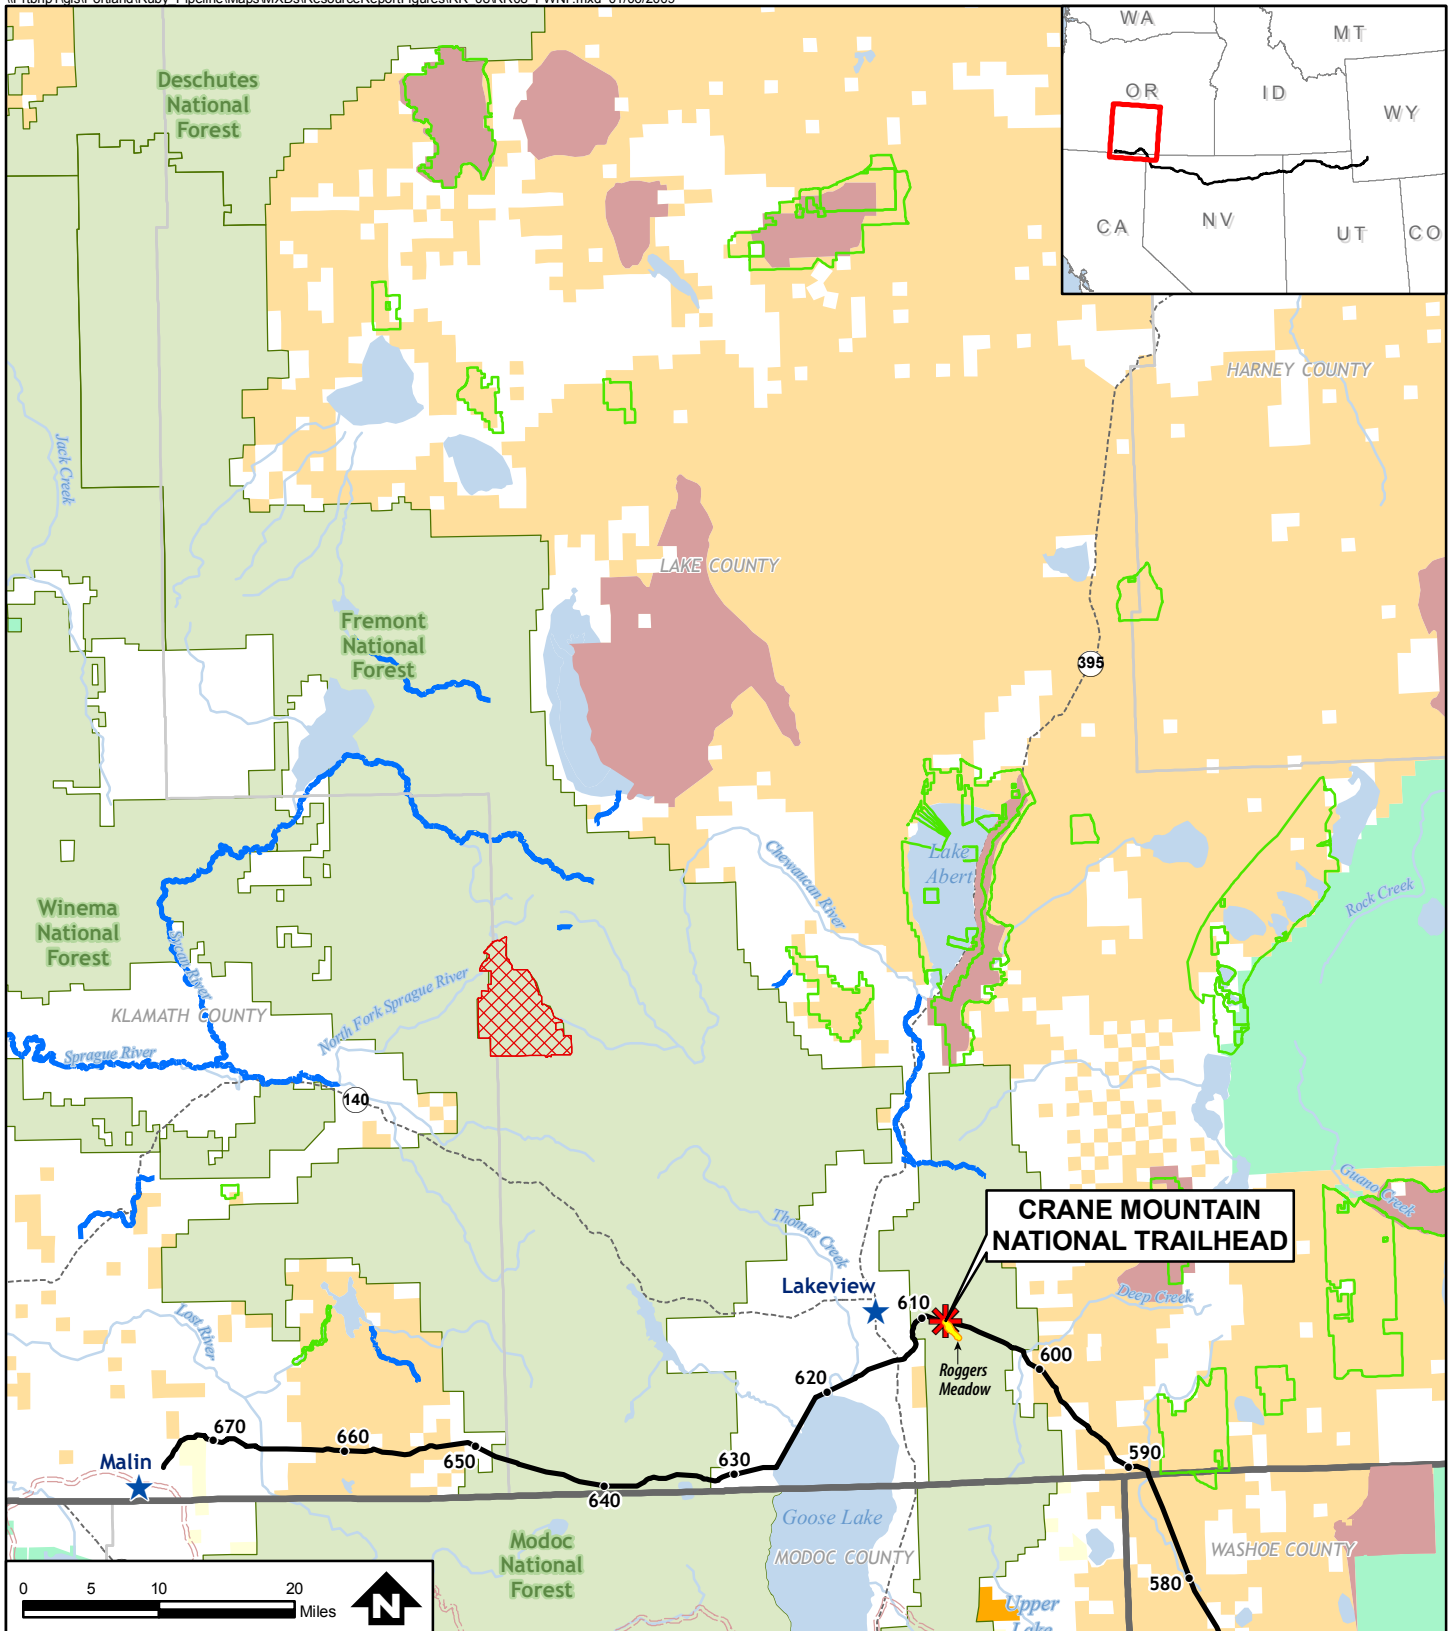 WA
MT
OR
ID
WY
CA
NV
UT
CO
Deschutes
National
Forest
HARNEY COUNTY
Jack Creek
LAKE COUNTY
Fremont
National
Forest
395
Lake
Abert
Chewaucan River
Rock Creek
Winema
National
Forest
Sycan River
North Fork Sprague River
KLAMATH COUNTY
Sprague River
140
Guano Creek
CRANE MOUNTAIN
NATIONAL TRAILHEAD
Thomas Creek
Lakeview
Deep Creek
610
Lost River
600
Roggers
Meadow
620
670
660
650
630
590
Malin
640
Goose Lake
Modoc
National
Forest
MODOC COUNTY
WASHOE COUNTY
580
0 5 10 20
Miles
N
Upper
Lake